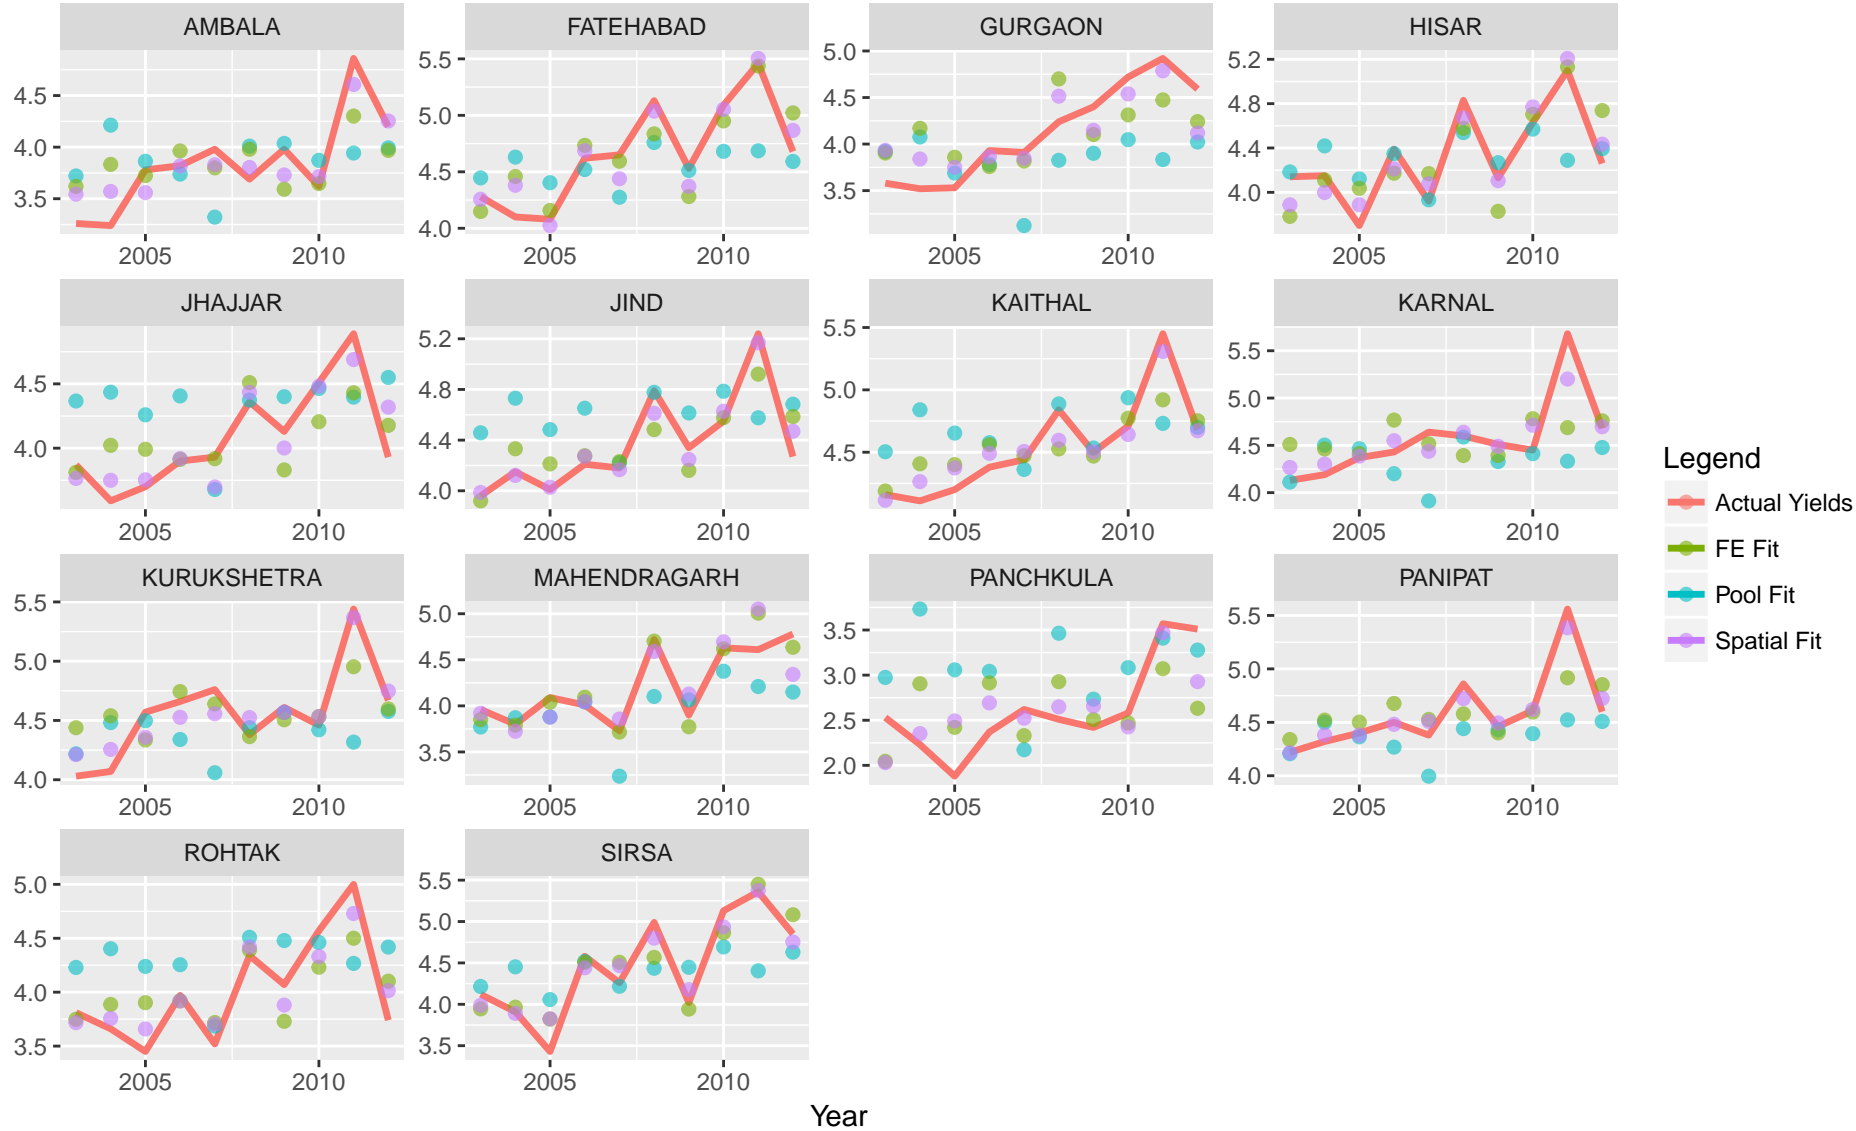 AMBALA FATEHABAD GURGAON HISAR
4.5 4.0 3.5
5.5 5.0 4.5 4.0
5.0 4.5 4.0 3.5
5.2 4.8 4.4 4.0
2005 2010 2005 2010 2005 2010 2005 2010
JHAJJAR JIND KAITHAL KARNAL
4.5 4.0
5.2 4.8 4.4 4.0
5.5 5.0 4.5
5.5 5.0 4.5 4.0
2005 2010 2005 2010 2005 2010 2005 2010
KURUKSHETRA MAHENDRAGARH PANCHKULA PANIPAT
5.5 5.0 4.5 4.0
5.0 4.5 4.0 3.5
3.5 3.0 2.5 2.0
5.5 5.0 4.5 4.0
2005 2010 2005 2010 2005 2010 2005 2010
ROHTAK SIRSA
5.0 4.5 4.0 3.5
5.5 5.0 4.5 4.0 3.5
2005 2010 2005 2010
Year
Legend
Actual Yields
FE Fit
Pool Fit
Spatial Fit